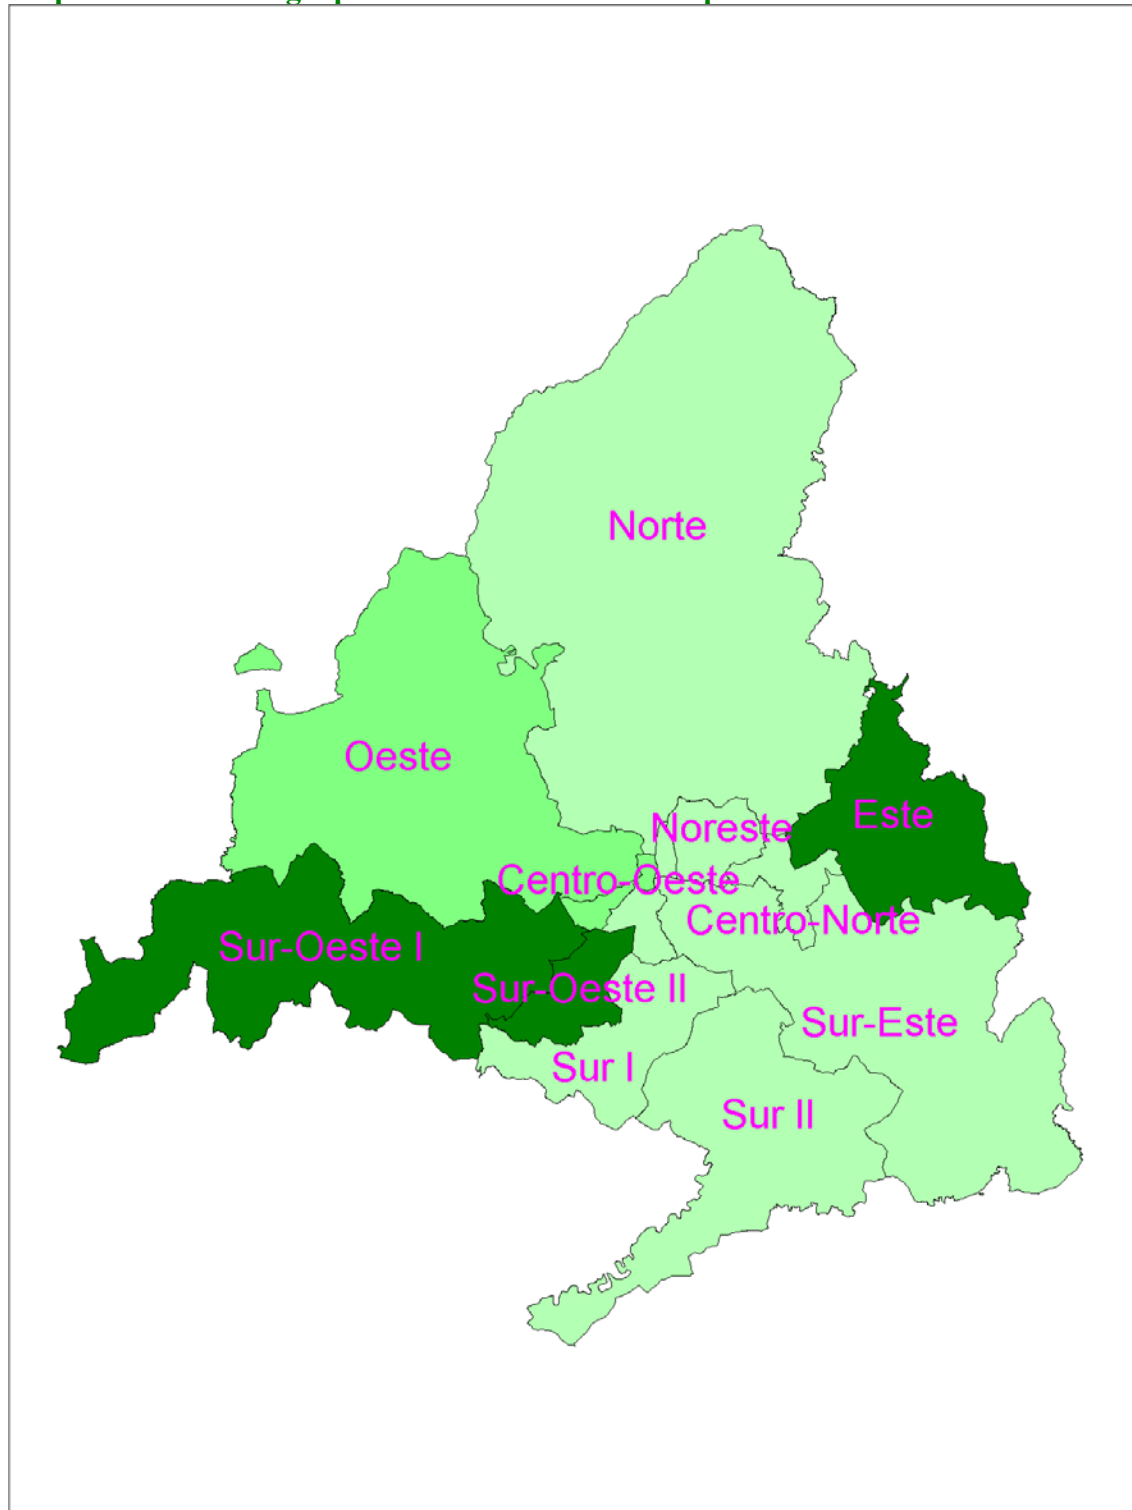 Norte
Oeste
Noreste
Este
Centro-Oeste
Centro-Norte
Sur-Oeste I
Sur-Oeste II
Sur-Este
Sur I
Sur II